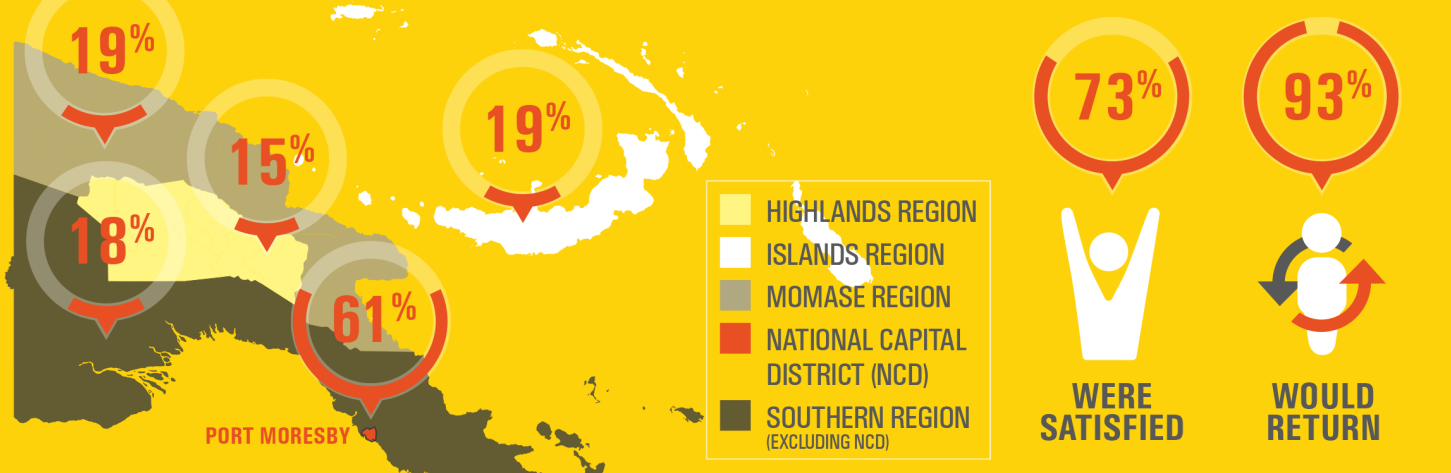 19%
15%
19%
18%
61%
PORT MORESBY
HIGHLANDS REGION
ISLANDS REGION
MOMASE REGION
NATIONAL CAPITAL
DISTRICT (NCD)
SOUTHERN REGION
(EXCLUDING NCD)
73%
WERE
SATISFIED
93%
WOULD
RETURN